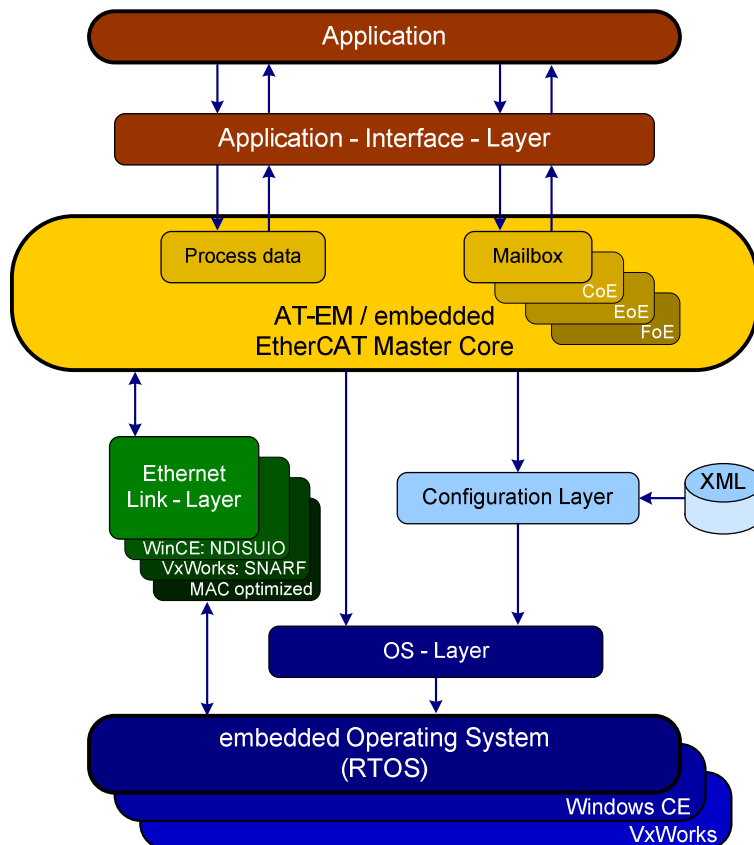 Application
Application - Interface - Layer
Process data
Mailbox
CoE
EoE
FoE
AT-EM / embedded
EtherCAT Master Core
Ethernet
Link - Layer
WinCE: NDISUIO
VxWorks: SNARF
MAC optimized
Configuration Layer
XML
OS - Layer
embedded Operating System
(RTOS)
Windows CE
VxWorks